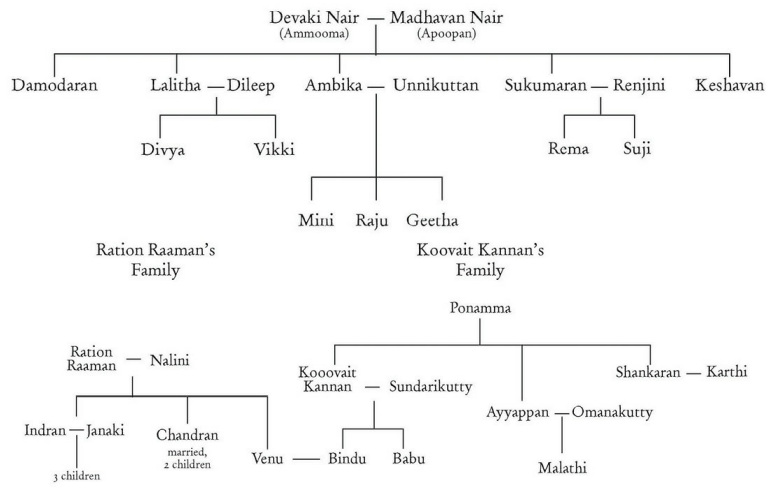 Devaki Nair — Madhavan Nair
(Ammooma) (Apoopan)
Damodaran Lalitha — Dileep Ambika — Unnikuttan Sukumaran — Renjini Keshavan
Divya Vikki Rema Suji
Mini Raju Geetha
Ration Raaman's
Family
Koovait Kannan's
Family
Ponamma
Ration
Raaman — Nalini
Kooovait
Kannan — Sundarikutty
Shankaran — Karthi
Ayyappan — Omanakutty
Indran — Janaki
Chandran
married,
2 children
Venu — Bindu Babu
Malathi
3 children